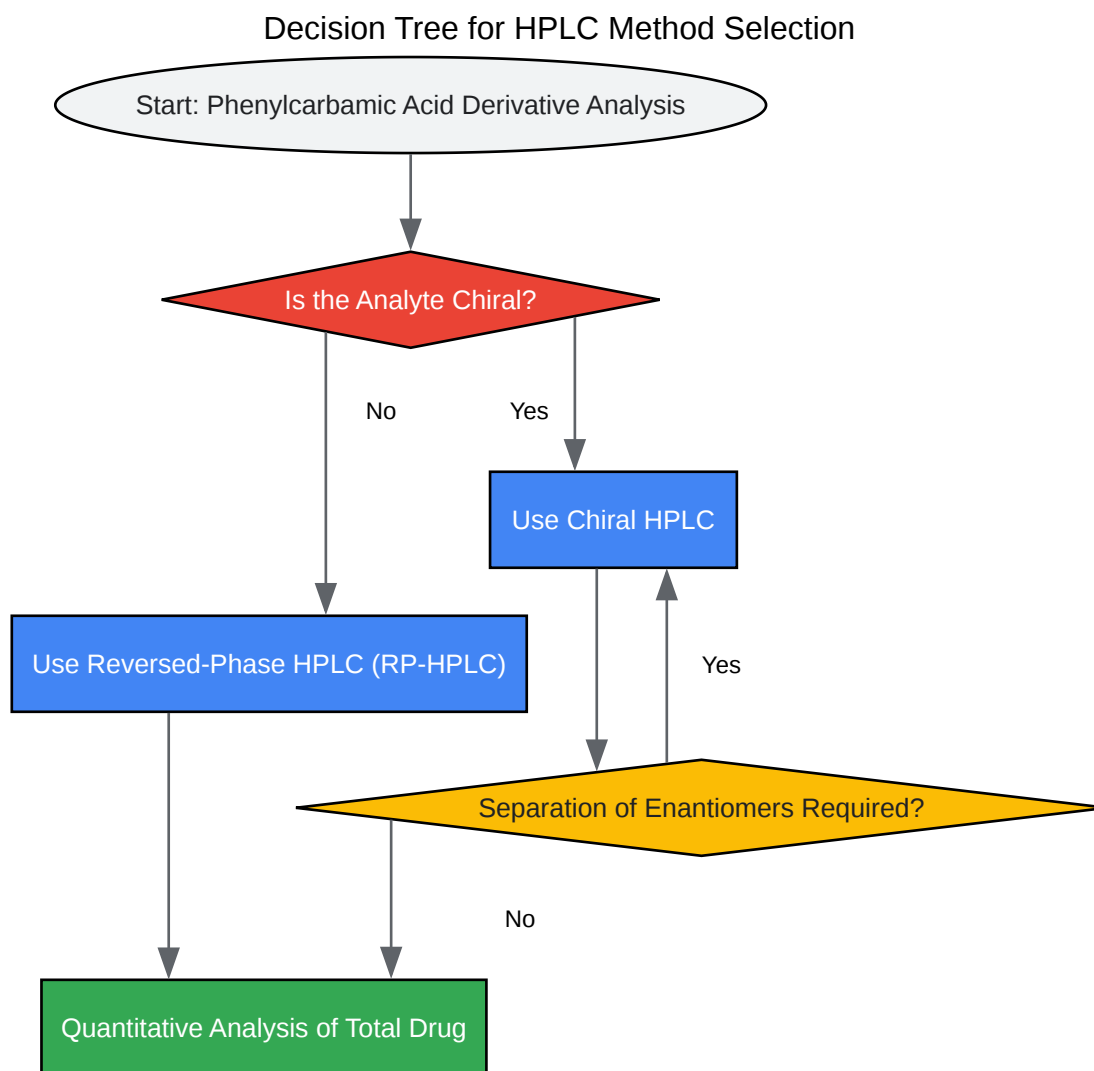 Decision Tree for HPLC Method Selection
Start: Phenylcarbamic Acid Derivative Analysis
Is the Analyte Chiral?
No
Yes
Use Chiral HPLC
Use Reversed-Phase HPLC (RP-HPLC)
Yes
Separation of Enantiomers Required?
No
Quantitative Analysis of Total Drug